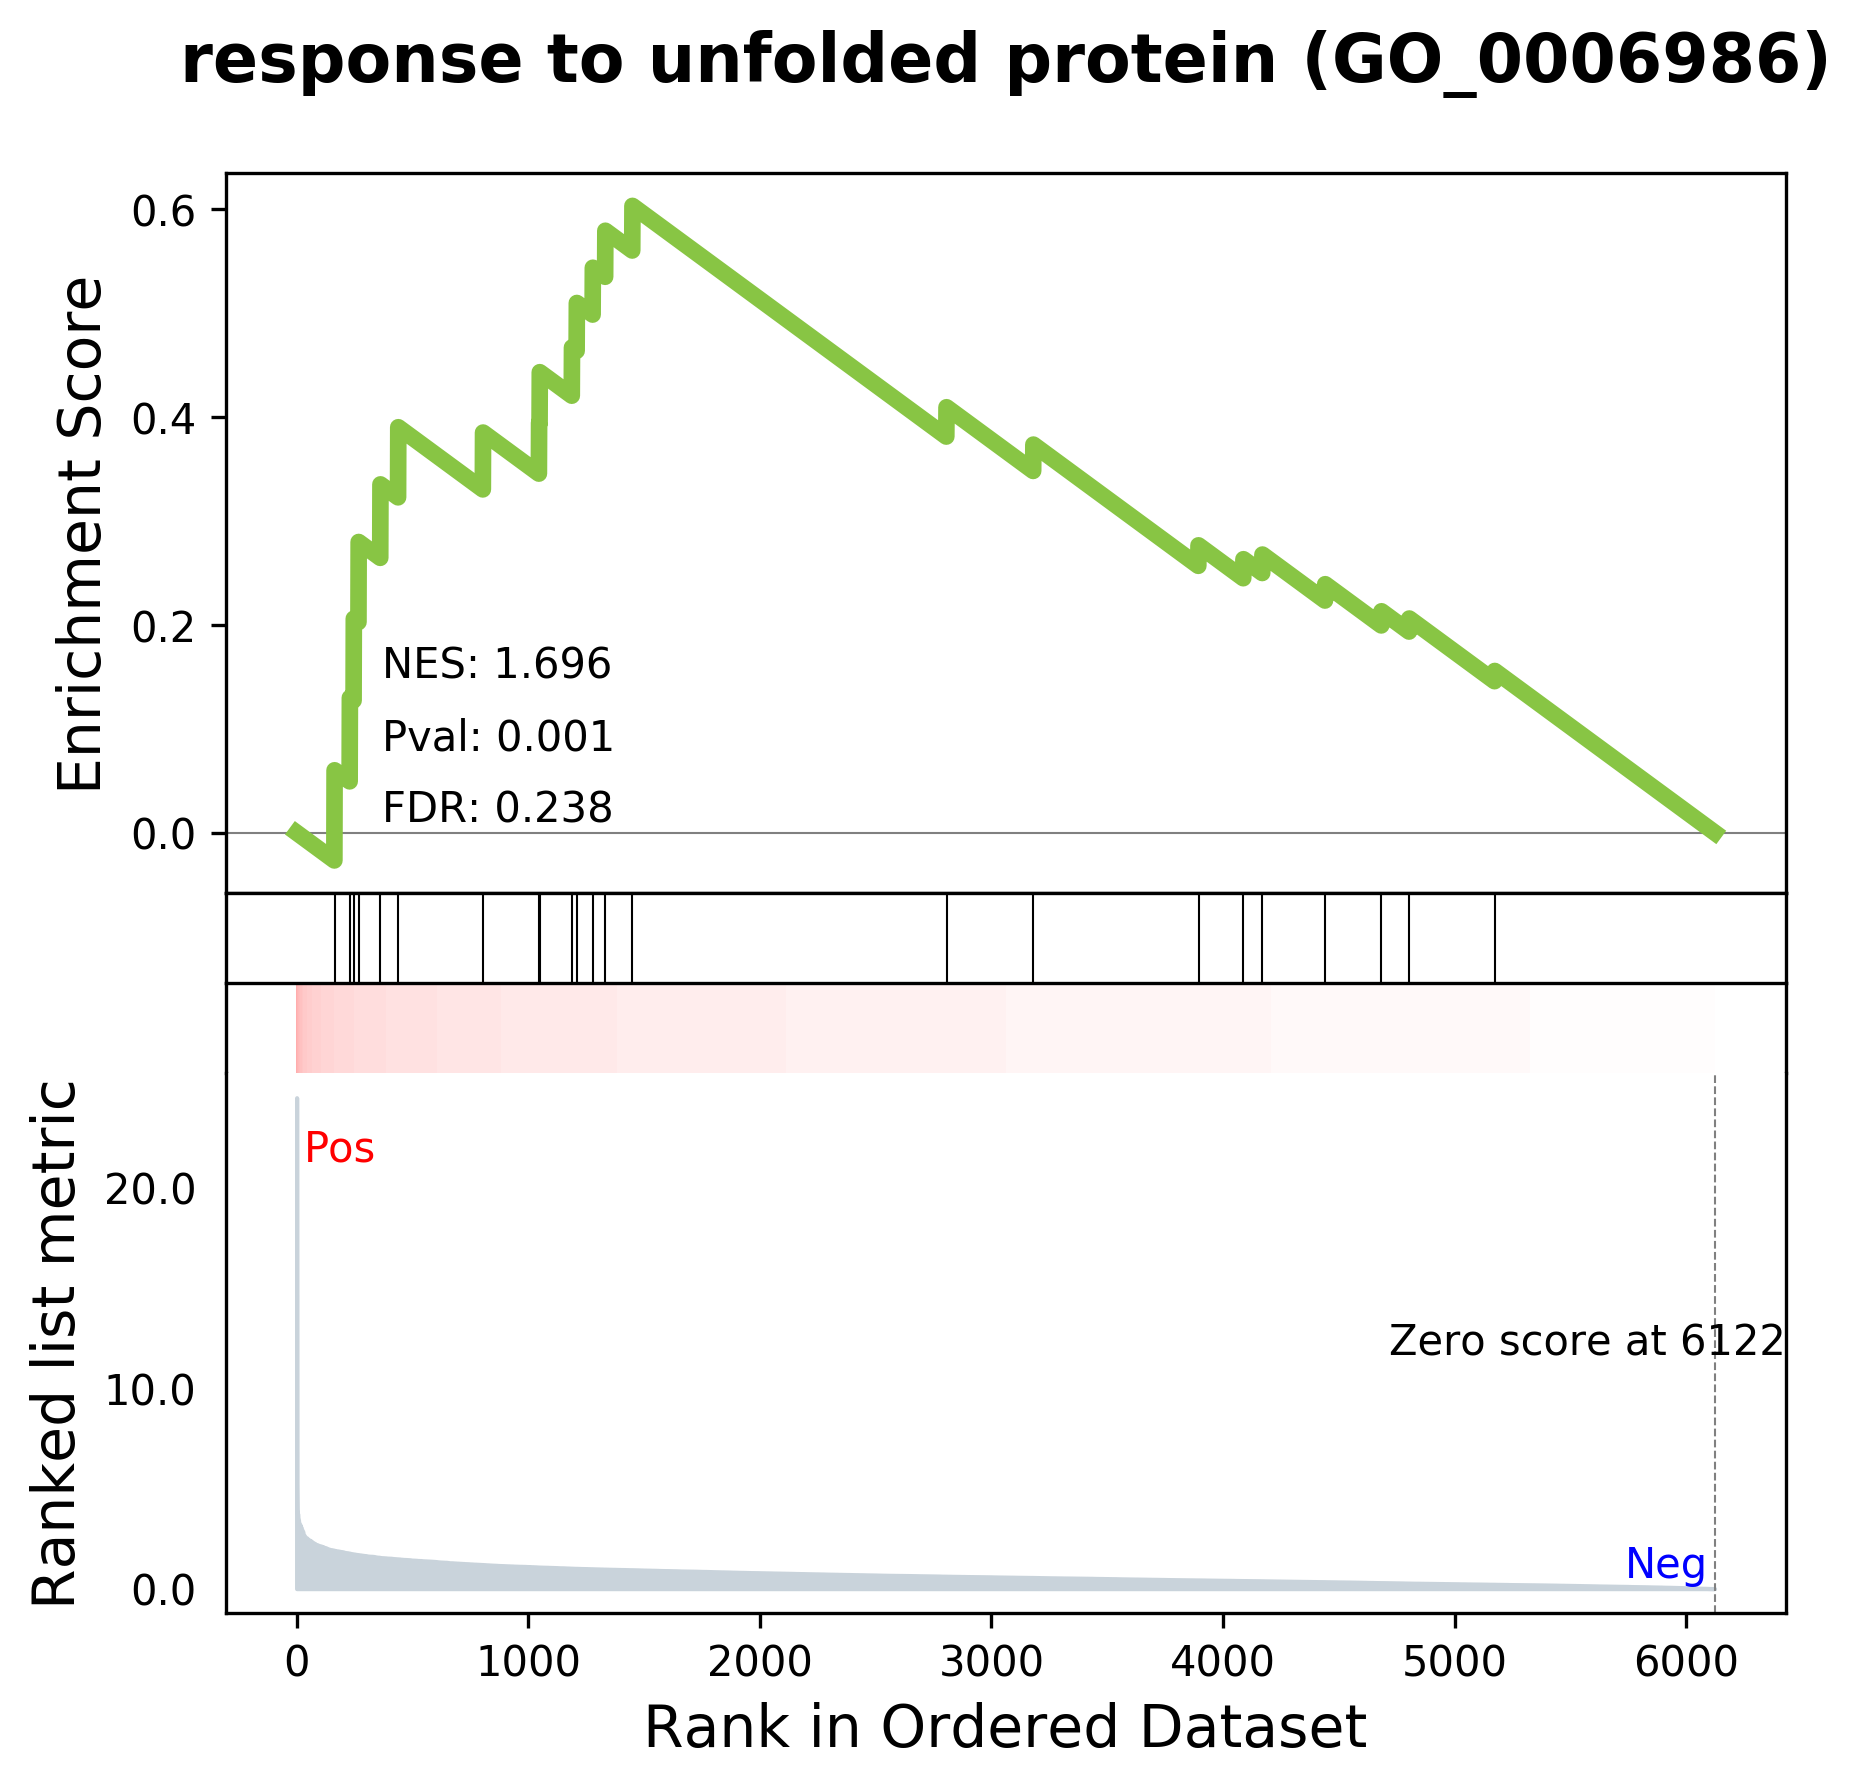 response to unfolded protein (GO_0006986)
Enrichment Score
0.6
0.4
0.2
0.0
NES: 1.696
Pval: 0.001
FDR: 0.238
Ranked list metric
20.0
10.0
0.0
Pos
Zero score at 6122
Neg
0 1000 2000 3000 4000 5000 6000
Rank in Ordered Dataset